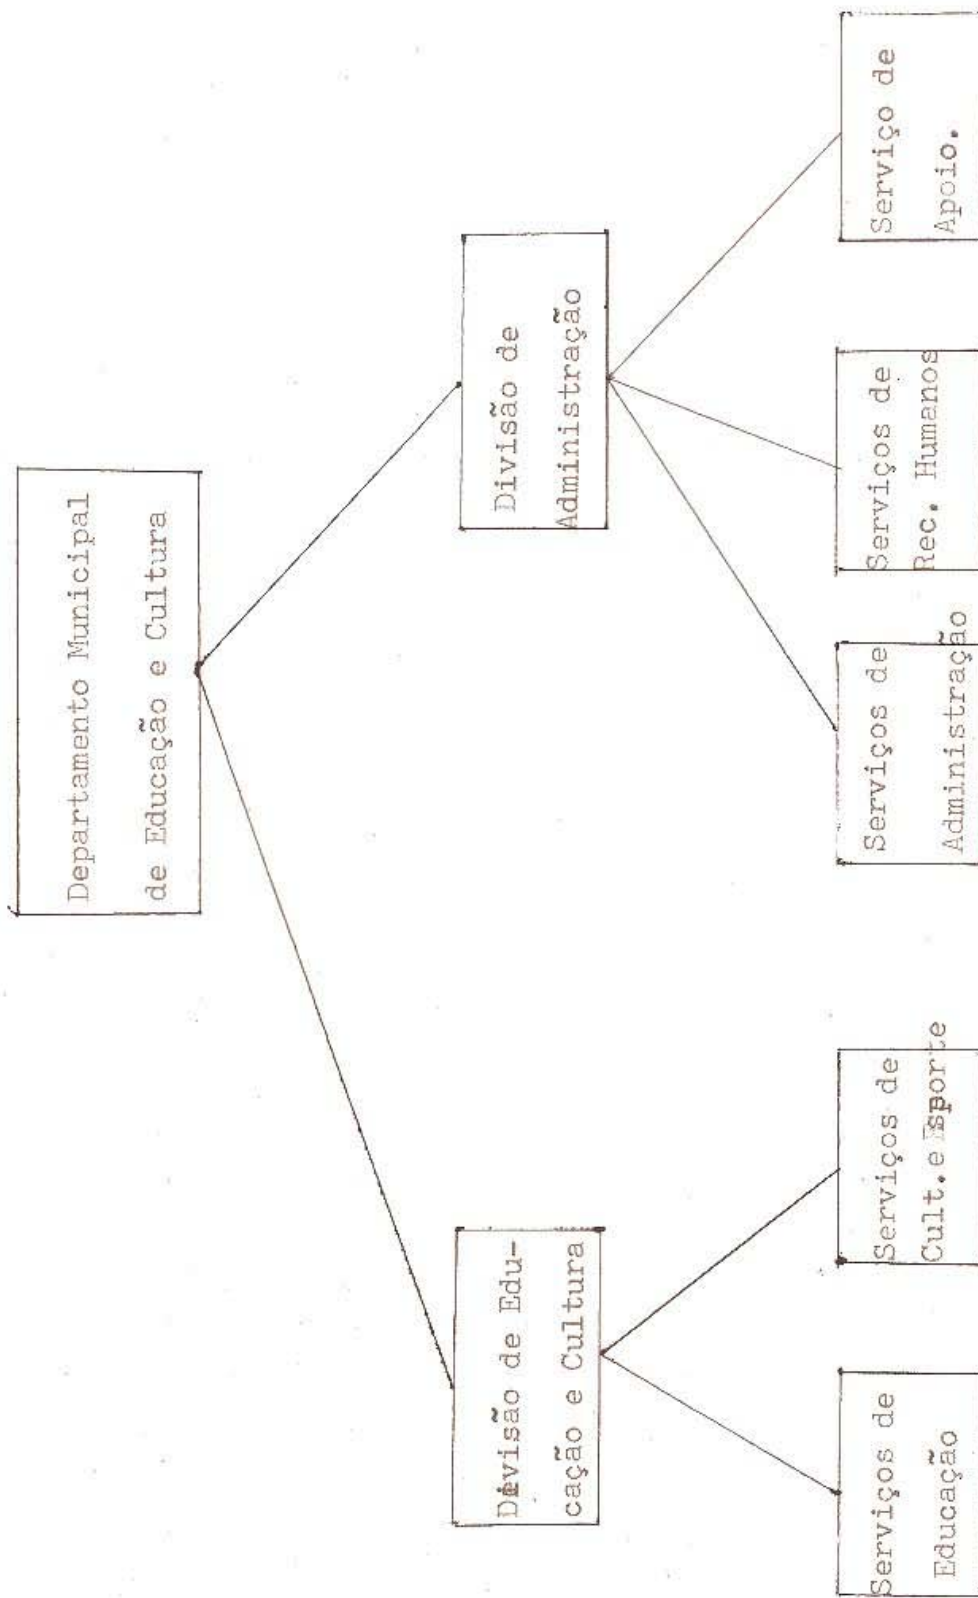 Departamento Municipal
de Educação e Cultura
Divisão de Edu-
cação e Cultura
Divisão de
Administração
Serviços de
Educação
Serviços de
Cult.e Esporte
Serviços de
Administração
Serviços de
Rec. Humanos
Serviço de
Apoio.